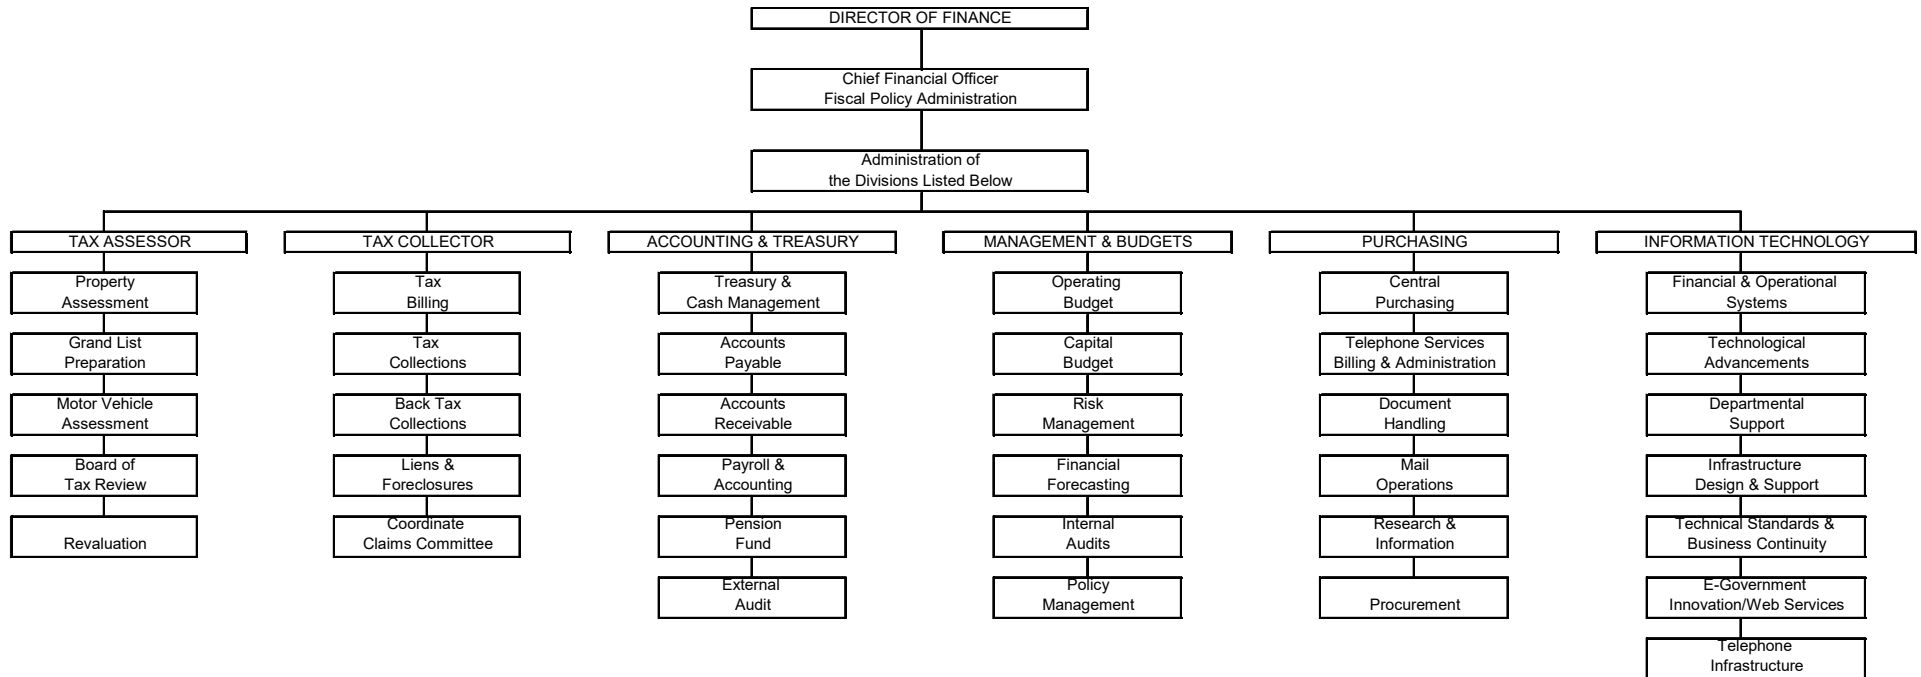 DIRECTOR OF FINANCE
Chief Financial Officer
Fiscal Policy Administration
Administration of
the Divisions Listed Below
TAX ASSESSOR
Property
Assessment
Grand List
Preparation
Motor Vehicle
Assessment
Board of
Tax Review
Revaluation
TAX COLLECTOR
Tax
Billing
Tax
Collections
Back Tax
Collections
Liens &
Foreclosures
Coordinate
Claims Committee
ACCOUNTING & TREASURY
Treasury &
Cash Management
Accounts
Payable
Accounts
Receivable
Payroll &
Accounting
Pension
Fund
External
Audit
MANAGEMENT & BUDGETS
Operating
Budget
Capital
Budget
Risk
Management
Financial
Forecasting
Internal
Audits
Policy
Management
PURCHASING
Central
Purchasing
Telephone Services
Billing & Administration
Document
Handling
Mail
Operations
Research &
Information
Procurement
INFORMATION TECHNOLOGY
Financial & Operational
Systems
Technological
Advancements
Departmental
Support
Infrastructure
Design & Support
Technical Standards &
Business Continuity
E-Government
Innovation/Web Services
Telephone
Infrastructure